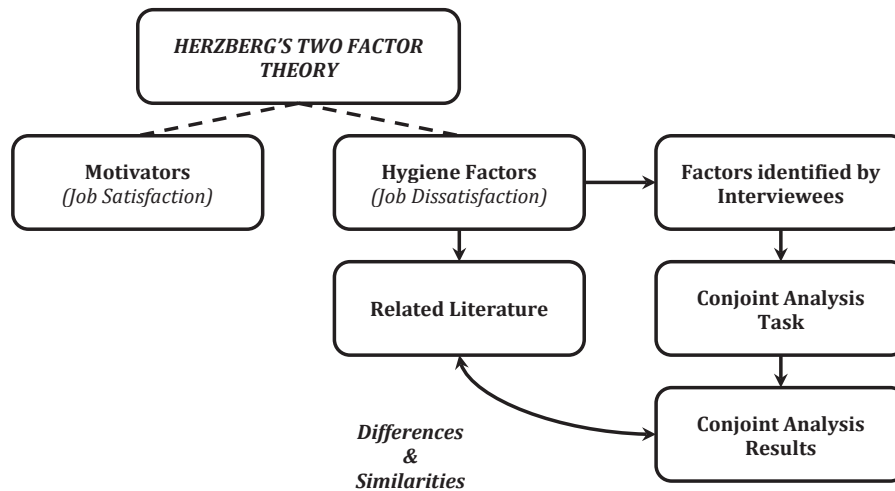 HERZBERG’S TWO FACTOR
THEORY
Motivators
(Job Satisfaction)
Hygiene Factors
(Job Dissatisfaction)
Factors identified by
Interviewees
Related Literature
Conjoint Analysis
Task
Differences
&
Similarities
Conjoint Analysis
Results